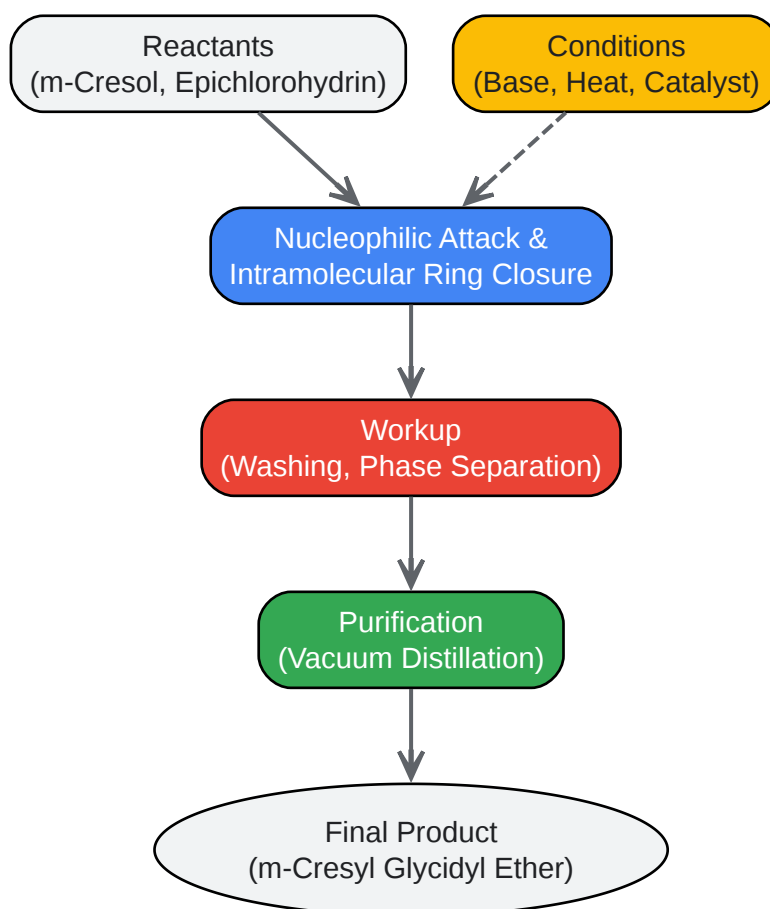 Reactants
(m-Cresol, Epichlorohydrin)
Conditions
(Base, Heat, Catalyst)
Nucleophilic Attack &
Intramolecular Ring Closure
Workup
(Washing, Phase Separation)
Purification
(Vacuum Distillation)
Final Product
(m-Cresyl Glycidyl Ether)